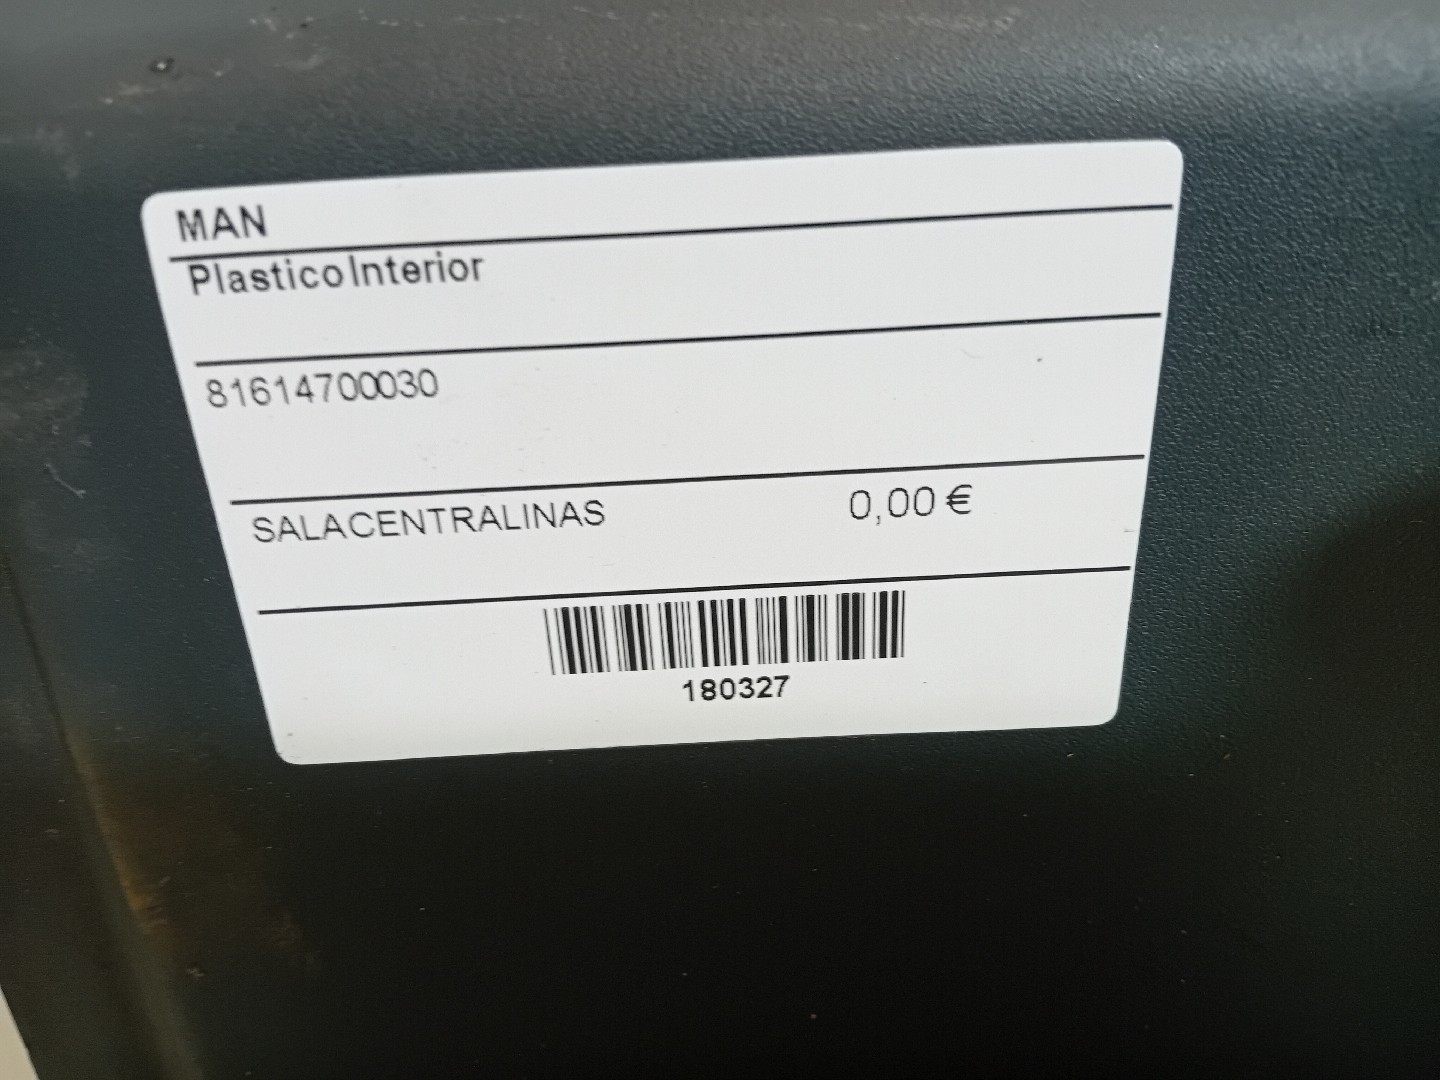 MAN
Plastico Interior
81614700030
SALACENTRALINAS 0,00 €
180327